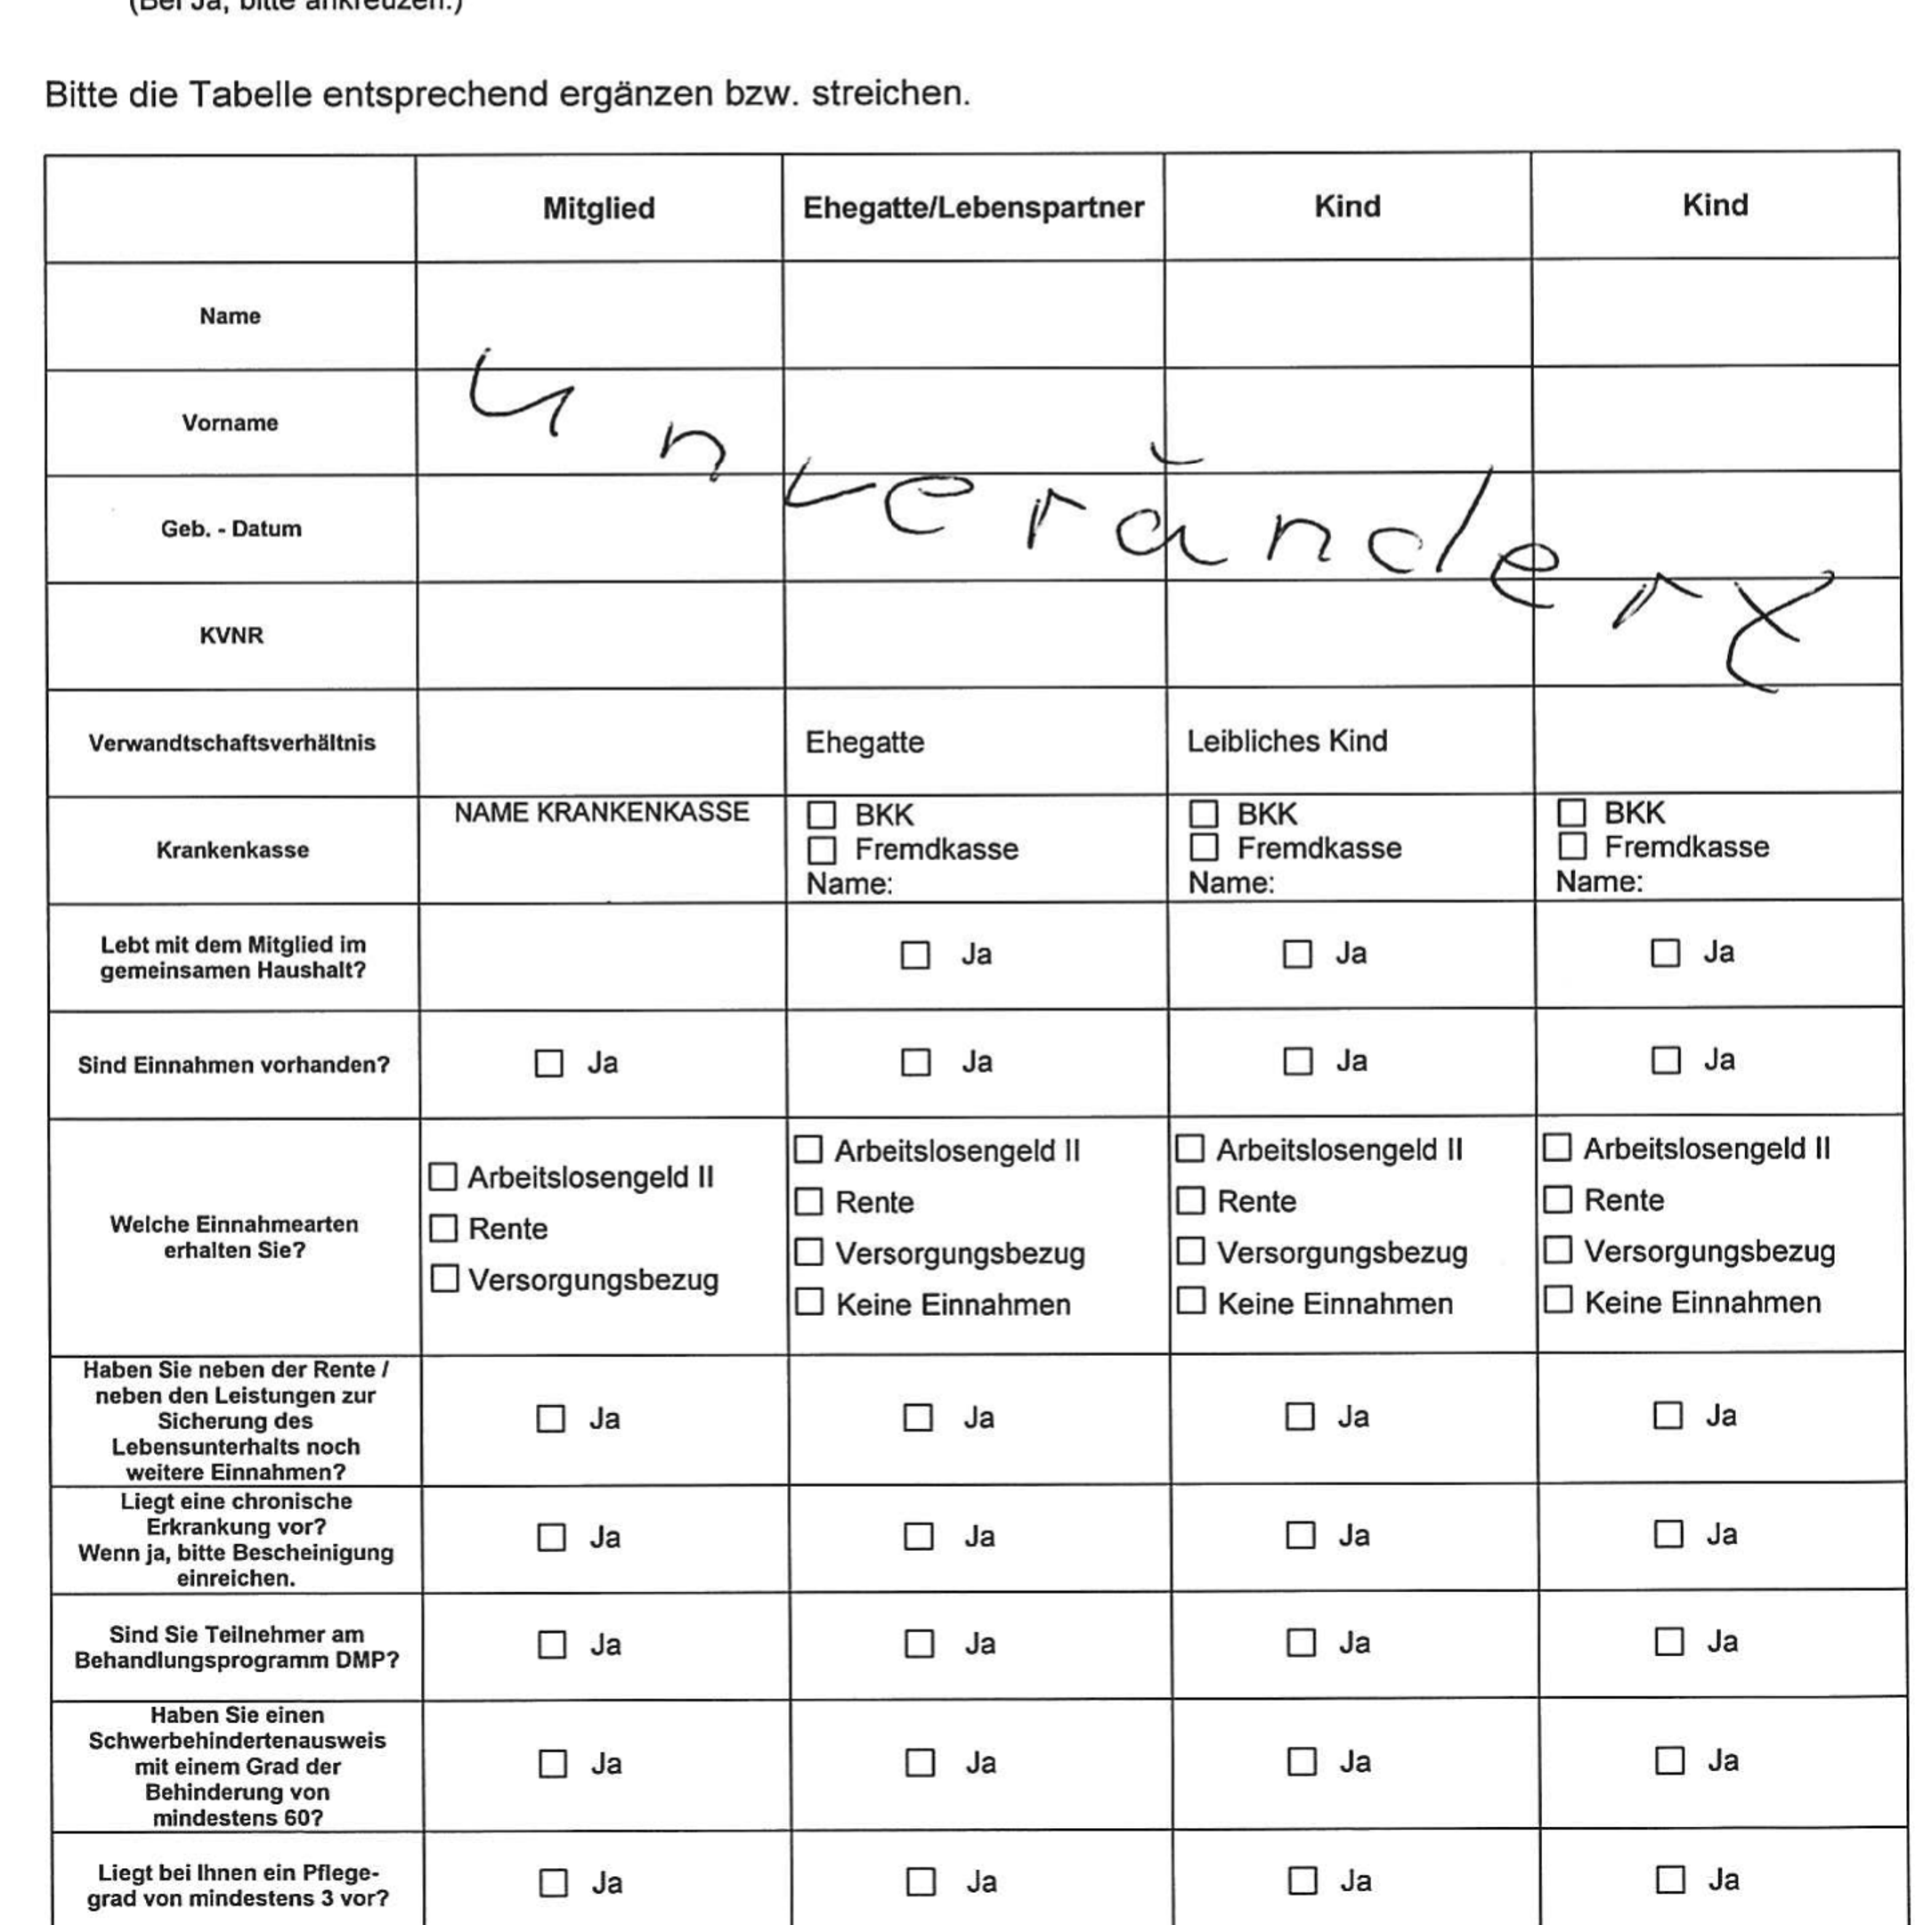 (Bei Ja, bitte ankreuzen.)
Bitte die Tabelle entsprechend ergänzen bzw. streichen.
Mitglied Ehegatte/Lebenspartner Kind Kind
Name
Vorname
unverändert
Geb. - Datum
KVNR
Verwandtschaftsverhältnis Ehegatte Leibliches Kind
Krankenkasse
NAME KRANKENKASSE
☐ BKK
☐ Fremdkasse
Name:
☐ BKK
☐ Fremdkasse
Name:
☐ BKK
☐ Fremdkasse
Name:
Lebt mit dem Mitglied im
gemeinsamen Haushalt?
☐ Ja ☐ Ja ☐ Ja
Sind Einnahmen vorhanden? ☐ Ja ☐ Ja ☐ Ja ☐ Ja
Welche Einnahmearten
erhalten Sie?
☐ Arbeitslosengeld II
☐ Rente
☐ Versorgungsbezug
☐ Arbeitslosengeld II
☐ Rente
☐ Versorgungsbezug
☐ Keine Einnahmen
☐ Arbeitslosengeld II
☐ Rente
☐ Versorgungsbezug
☐ Keine Einnahmen
☐ Arbeitslosengeld II
☐ Rente
☐ Versorgungsbezug
☐ Keine Einnahmen
Haben Sie neben der Rente /
neben den Leistungen zur
Sicherung des
Lebensunterhalts noch
weitere Einnahmen?
☐ Ja ☐ Ja ☐ Ja ☐ Ja
Liegt eine chronische
Erkrankung vor?
Wenn ja, bitte Bescheinigung
einreichen.
☐ Ja ☐ Ja ☐ Ja ☐ Ja
Sind Sie Teilnehmer am
Behandlungsprogramm DMP?
☐ Ja ☐ Ja ☐ Ja ☐ Ja
Haben Sie einen
Schwerbehindertenausweis
mit einem Grad der
Behinderung von
mindestens 60?
☐ Ja ☐ Ja ☐ Ja ☐ Ja
Liegt bei Ihnen ein Pflege-
grad von mindestens 3 vor?
☐ Ja ☐ Ja ☐ Ja ☐ Ja